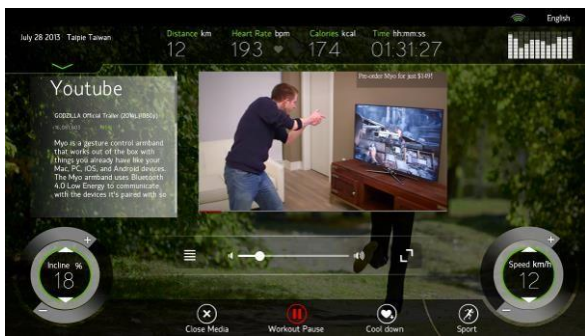 English
July 28 2013 Taipie Taiwan
Distance km
12
Heart Rate bpm
193
Calories kcal
174
Time hh:mm:ss
01:31:27
Youtube
GODZILLA Official Trailer (2014)
Pre-order Myo for just $149!
Myo is a gesture control armband
that works out of the box with
things you already have like your
Mac, PC, iOS, and Android devices.
The Myo armband uses Bluetooth
4.0 Low Energy to communicate
with the devices it's paired with so
Incline %
18
Speed km/h
12
Close Media
Workout Pause
Cool down
Sport